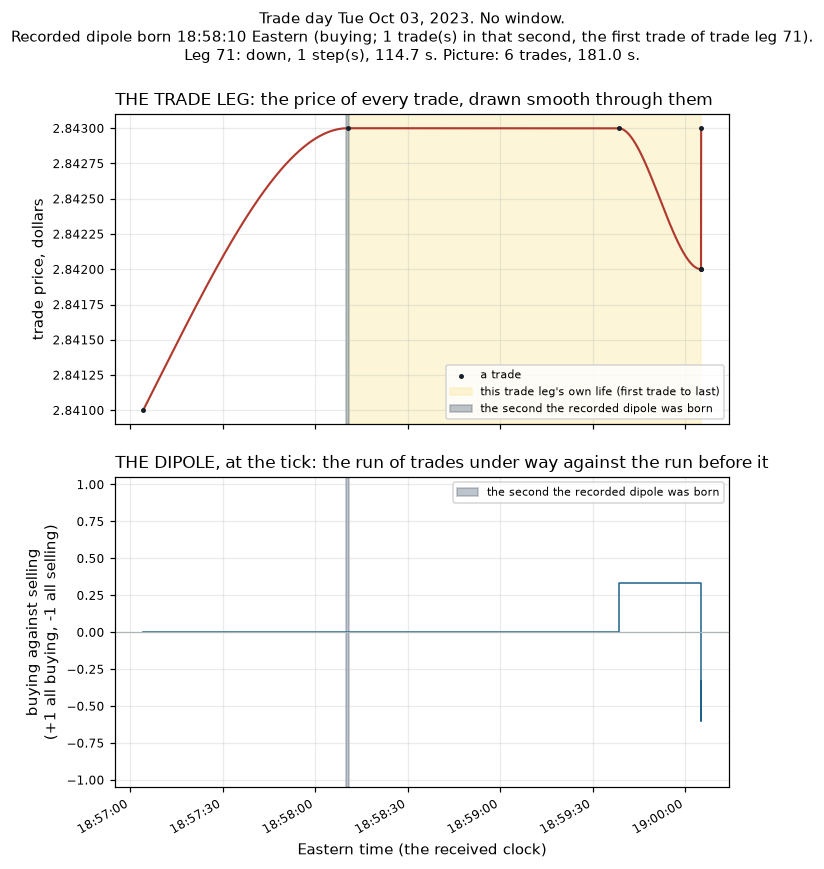 Trade day Tue Oct 03, 2023. No window.
Recorded dipole born 18:58:10 Eastern (buying; 1 trade(s) in that second, the first trade of trade leg 71).
Leg 71: down, 1 step(s), 114.7 s. Picture: 6 trades, 181.0 s.
THE TRADE LEG: the price of every trade, drawn smooth through them
trade price, dollars
2.84300
2.84275
2.84250
2.84225
2.84200
2.84175
2.84150
2.84125
2.84100
a trade
this trade leg's own life (first trade to last)
the second the recorded dipole was born
THE DIPOLE, at the tick: the run of trades under way against the run before it
buying against selling
(+1 all buying, -1 all selling)
1.00
0.75
0.50
0.25
0.00
−0.25
−0.50
−0.75
−1.00
the second the recorded dipole was born
18:57:00
18:57:30
18:58:00
18:58:30
18:59:00
18:59:30
19:00:00
Eastern time (the received clock)